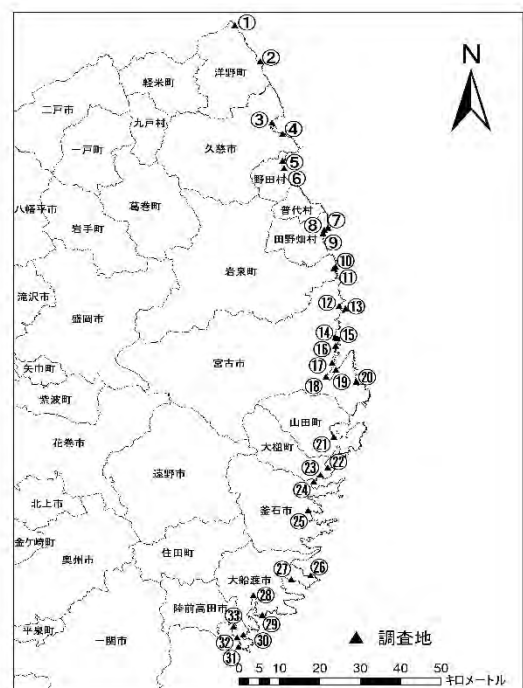 ①
②
N
軽米町
洋野町
二戸市
九戸村
③
④
一戸町
久慈市
⑤
野田村
⑥
八幡平市
葛巻町
普代村
岩手町
⑦
⑧
田野畑村
⑨
岩泉町
⑩
⑪
滝沢市
盛岡市
⑫
⑬
⑭
⑮
⑯
宮古市
矢巾町
⑰
⑱
⑲
⑳
紫波町
山田町
花巻市
大槌町
㉑
遠野市
㉒
㉓
㉔
北上市
釜石市
㉕
金ケ崎町
奥州市
住田町
大船渡市
㉗
㉖
㉘
陸前高田市
㉝
㉙
平泉町
一関市
㉜
㉚
㉛
▲ 調査地
0 5 10 20 30 40 50
キロメートル